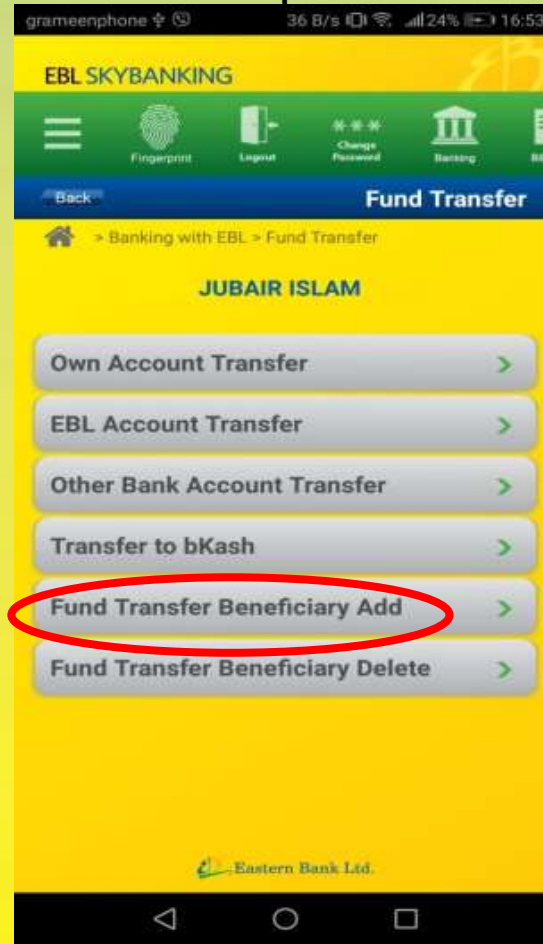 grameenphone 36 B/s 24% 16:53
EBL SKYBANKING
Fingerprint Logout Change Password Banking
Back Fund Transfer
> Banking with EBL > Fund Transfer
JUBAIR ISLAM
Own Account Transfer >
EBL Account Transfer >
Other Bank Account Transfer >
Transfer to bKash >
Fund Transfer Beneficiary Add >
Fund Transfer Beneficiary Delete >
Eastern Bank Ltd.